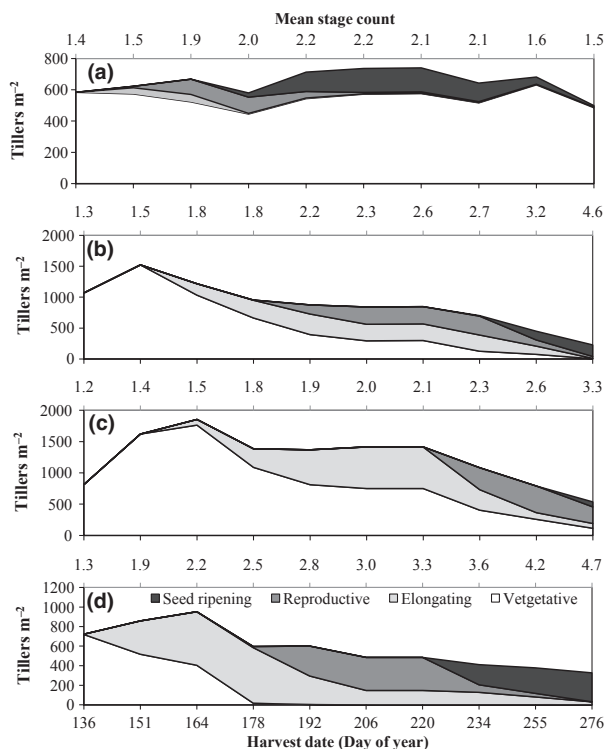 Mean stage count
1.4 1.5 1.9 2.0 2.2 2.2 2.1 2.1 1.6 1.5
(a)
Tillers m⁻²
800
600
400
200
0
1.3 1.5 1.8 1.8 2.2 2.3 2.6 2.7 3.2 4.6
(b)
Tillers m⁻²
2000
1500
1000
500
0
1.2 1.4 1.5 1.8 1.9 2.0 2.1 2.3 2.6 3.3
(c)
Tillers m⁻²
2000
1500
1000
500
0
1.3 1.9 2.2 2.5 2.8 3.0 3.3 3.6 4.2 4.7
(d)
Seed ripening Reproductive Elongating Vetgetative
Tillers m⁻²
1200
1000
800
600
400
200
0
136 151 164 178 192 206 220 234 255 276
Harvest date (Day of year)